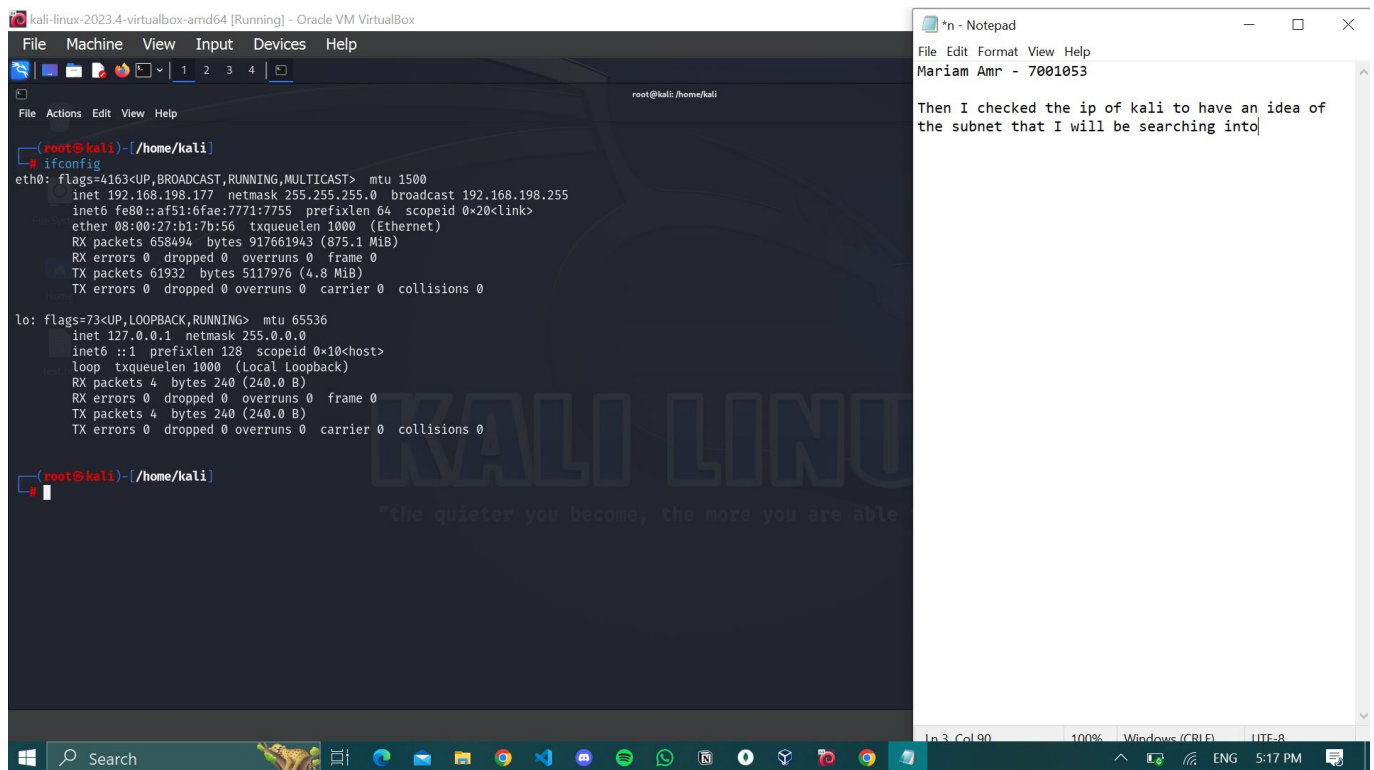 kali-linux-2023.4-virtualbox-amd64 [Running] - Oracle VM VirtualBox
File Machine View Input Devices Help
1 2 3 4
root@kali: /home/kali
File Actions Edit View Help
(root㉿kali)-[/home/kali]
# ifconfig
eth0: flags=4163<UP,BROADCAST,RUNNING,MULTICAST> mtu 1500
inet 192.168.198.177 netmask 255.255.255.0 broadcast 192.168.198.255
inet6 fe80::af51:6fae:7771:7755 prefixlen 64 scopeid 0×20<link>
ether 08:00:27:b1:7b:56 txqueuelen 1000 (Ethernet)
RX packets 658494 bytes 917661943 (875.1 MiB)
RX errors 0 dropped 0 overruns 0 frame 0
TX packets 61932 bytes 5117976 (4.8 MiB)
TX errors 0 dropped 0 overruns 0 carrier 0 collisions 0
lo: flags=73<UP,LOOPBACK,RUNNING> mtu 65536
inet 127.0.0.1 netmask 255.0.0.0
inet6 ::1 prefixlen 128 scopeid 0×10<host>
loop txqueuelen 1000 (Local Loopback)
RX packets 4 bytes 240 (240.0 B)
RX errors 0 dropped 0 overruns 0 frame 0
TX packets 4 bytes 240 (240.0 B)
TX errors 0 dropped 0 overruns 0 carrier 0 collisions 0
(root㉿kali)-[/home/kali]
#
KALI LINU
"the quieter you become, the more you are able
*n - Notepad
File Edit Format View Help
Mariam Amr - 7001053
Then I checked the ip of kali to have an idea of
the subnet that I will be searching into
Ln 3, Col 90 100% Windows (CRLF) UTF-8
Search
ENG 5:17 PM